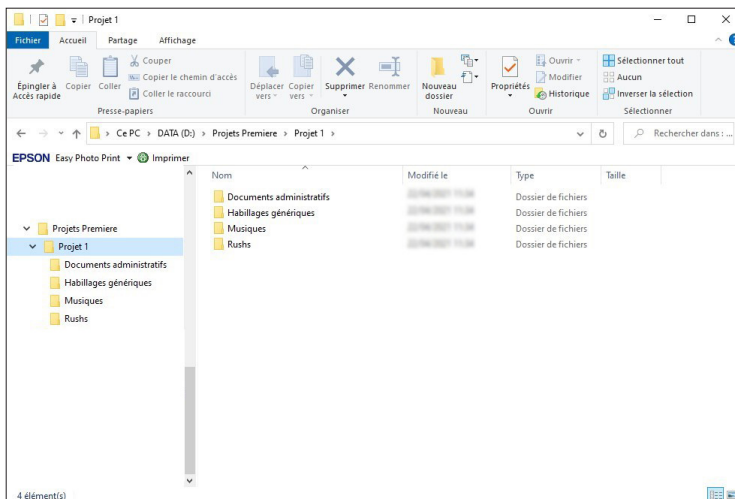 Projet 1
Fichier Accueil Partage Affichage
Épingler à Accès rapide
Copier
Coller
Couper
Copier le chemin d'accès
Coller le raccourci
Presse-papiers
Déplacer vers
Copier vers
Supprimer
Renommer
Organiser
Nouveau dossier
Nouveau
Propriétés
Ouvrir
Modifier
Historique
Ouvrir
Sélectionner tout
Aucun
Inverser la sélection
Sélectionner
Ce PC > DATA (D:) > Projets Premiere > Projet 1 >
Rechercher dans : ...
EPSON Easy Photo Print Imprimer
Nom Modifié le Type Taille
Documents administratifs Dossier de fichiers
Habillages génériques Dossier de fichiers
Musiques Dossier de fichiers
Rushs Dossier de fichiers
Projets Premiere
Projet 1
Documents administratifs
Habillages génériques
Musiques
Rushs
4 élément(s)